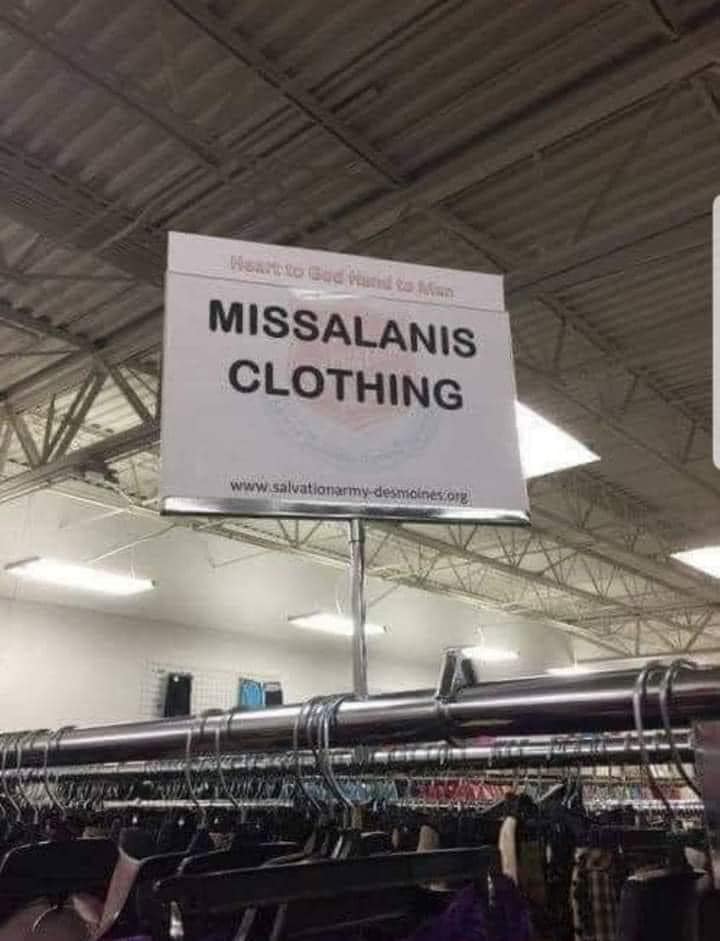 Heart to God Hand to Man
MISSALANIS
CLOTHING
www.salvationarmy-desmoines.org